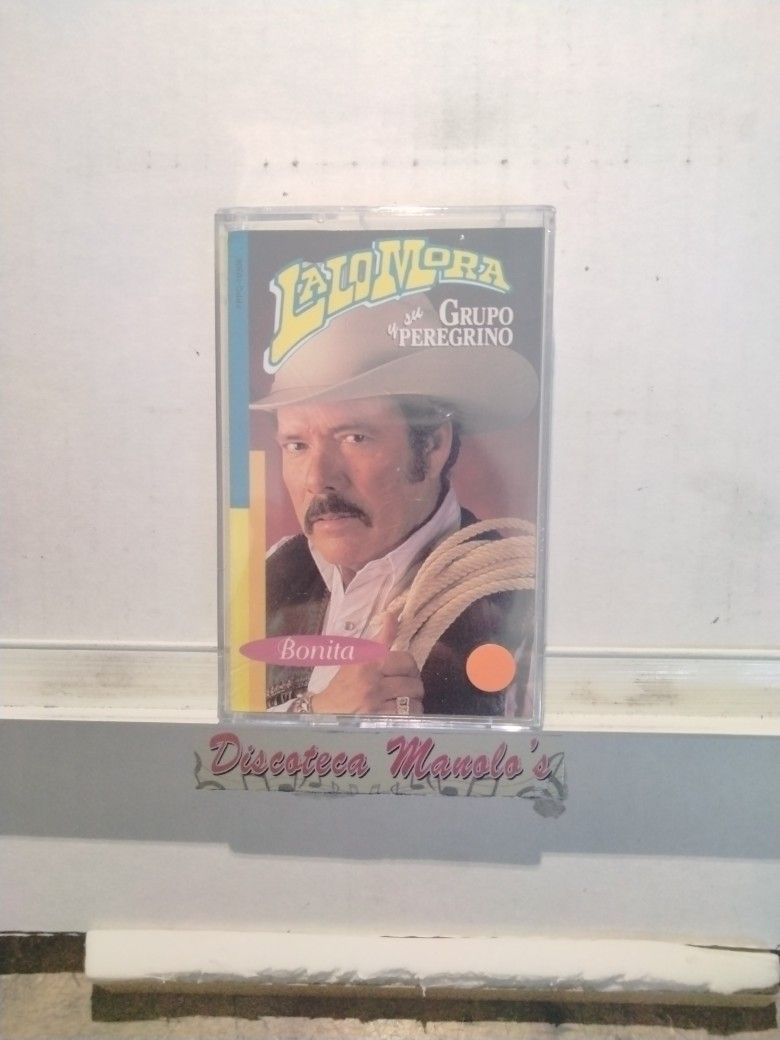 LALO MORA
y su GRUPO
PEREGRINO
Bonita
Discoteca Manolo's